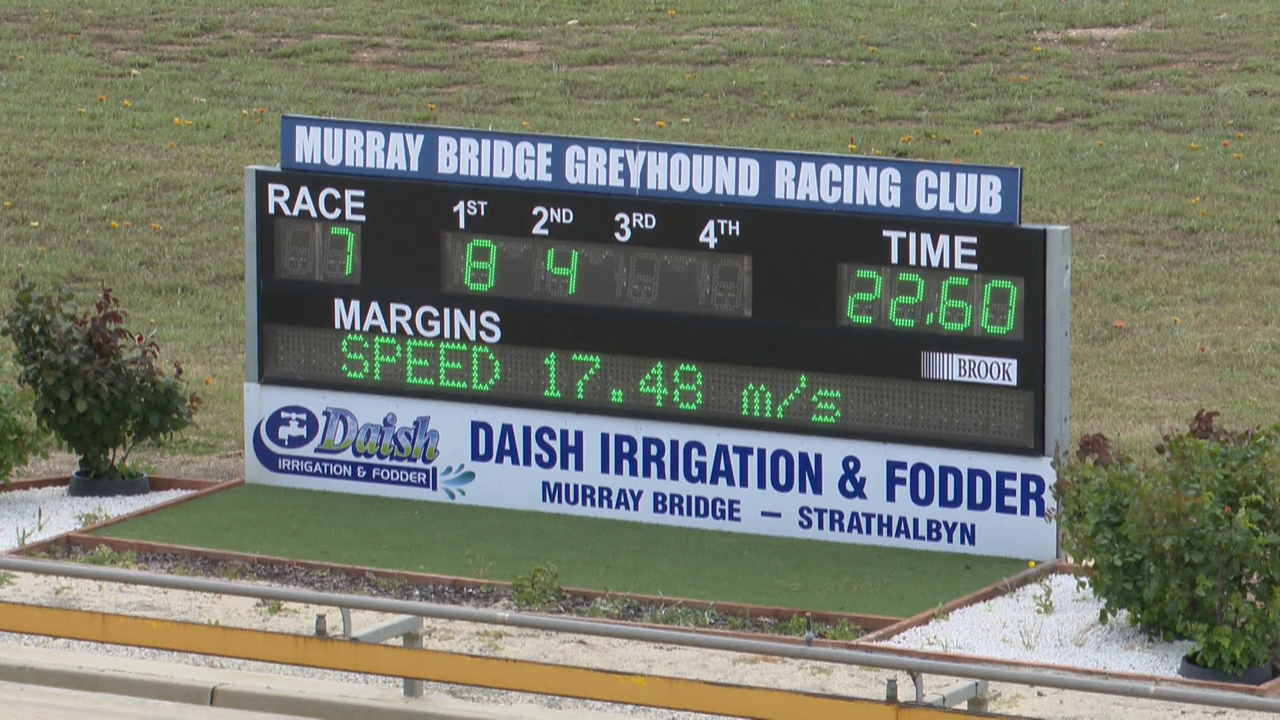 MURRAY BRIDGE GREYHOUND RACING CLUB
RACE 1ST 2ND 3RD 4TH TIME
7 8 4 22.60
MARGINS
BROOK
SPEED 17.48 m/s
Daish
IRRIGATION & FODDER
DAISH IRRIGATION & FODDER
MURRAY BRIDGE – STRATHALBYN